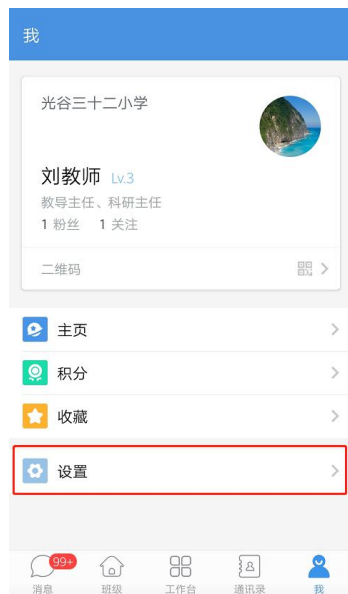 我
光谷三十二小学
刘教师 Lv.3
教导主任、科研主任
1 粉丝 1 关注
二维码
主页
积分
收藏
设置
99+
消息 班级 工作台 通讯录 我